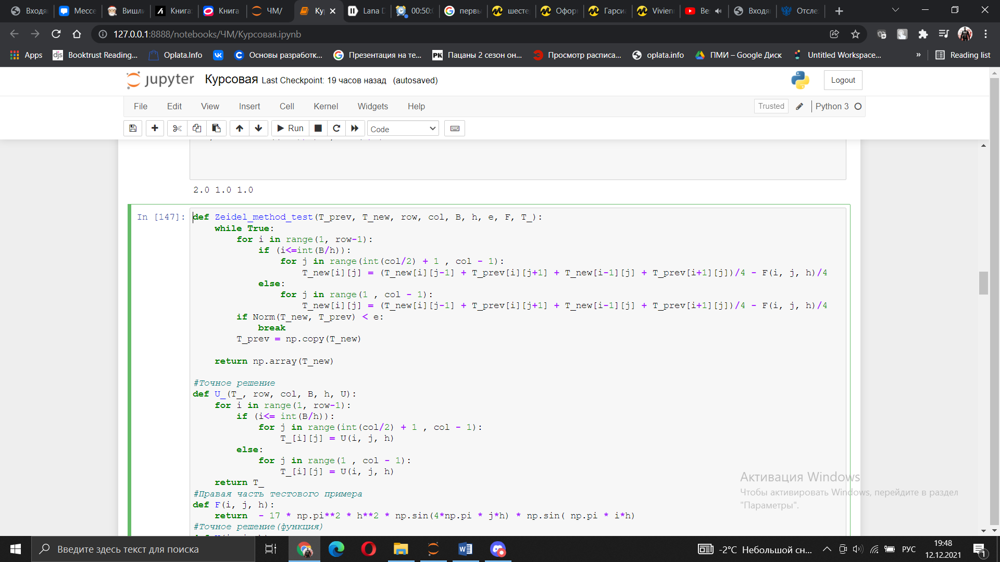 Входя
Мессе
Вишли
Книга:
Книга
ЧМ/
Ку
Lana D
00:50:
первы
шесте
Офор
Гарси
Vivien
Be
Входя
Отсле
127.0.0.1:8888/notebooks/ЧМ/Курсовая.ipynb
Apps
Booktrust Reading...
Oplata.Info
Основы разработк...
Презентация на те...
Пацаны 2 сезон он...
Просмотр расписа...
oplata.info
ПМИ – Google Диск
Untitled Workspace...
»
Reading list
jupyter Курсовая Last Checkpoint: 19 часов назад (autosaved)
Logout
File Edit View Insert Cell Kernel Widgets Help
Trusted
Python 3
Run
Code
2.0 1.0 1.0
In [147]:
def Zeidel_method_test(T_prev, T_new, row, col, B, h, e, F, T_):
    while True:
        for i in range(1, row-1):
            if (i<=int(B/h)):
                for j in range(int(col/2) + 1 , col - 1):
                    T_new[i][j] = (T_new[i][j-1] + T_prev[i][j+1] + T_new[i-1][j] + T_prev[i+1][j])/4 - F(i, j, h)/4
            else:
                for j in range(1 , col - 1):
                    T_new[i][j] = (T_new[i][j-1] + T_prev[i][j+1] + T_new[i-1][j] + T_prev[i+1][j])/4 - F(i, j, h)/4
        if Norm(T_new, T_prev) < e:
            break
        T_prev = np.copy(T_new)
    return np.array(T_new)
#Точное решение
def U_(T_, row, col, B, h, U):
    for i in range(1, row-1):
        if (i<= int(B/h)):
            for j in range(int(col/2) + 1 , col - 1):
                T_[i][j] = U(i, j, h)
        else:
            for j in range(1 , col - 1):
                T_[i][j] = U(i, j, h)
    return T_
#Правая часть тестового примера
def F(i, j, h):
    return  - 17 * np.pi**2 * h**2 * np.sin(4*np.pi * j*h) * np.sin( np.pi * i*h)
#Точное решение(функция)
Активация Windows
Чтобы активировать Windows, перейдите в раздел
"Параметры".
Введите здесь текст для поиска
-2°C Небольшой сн...
РУС
19:48
12.12.2021
1